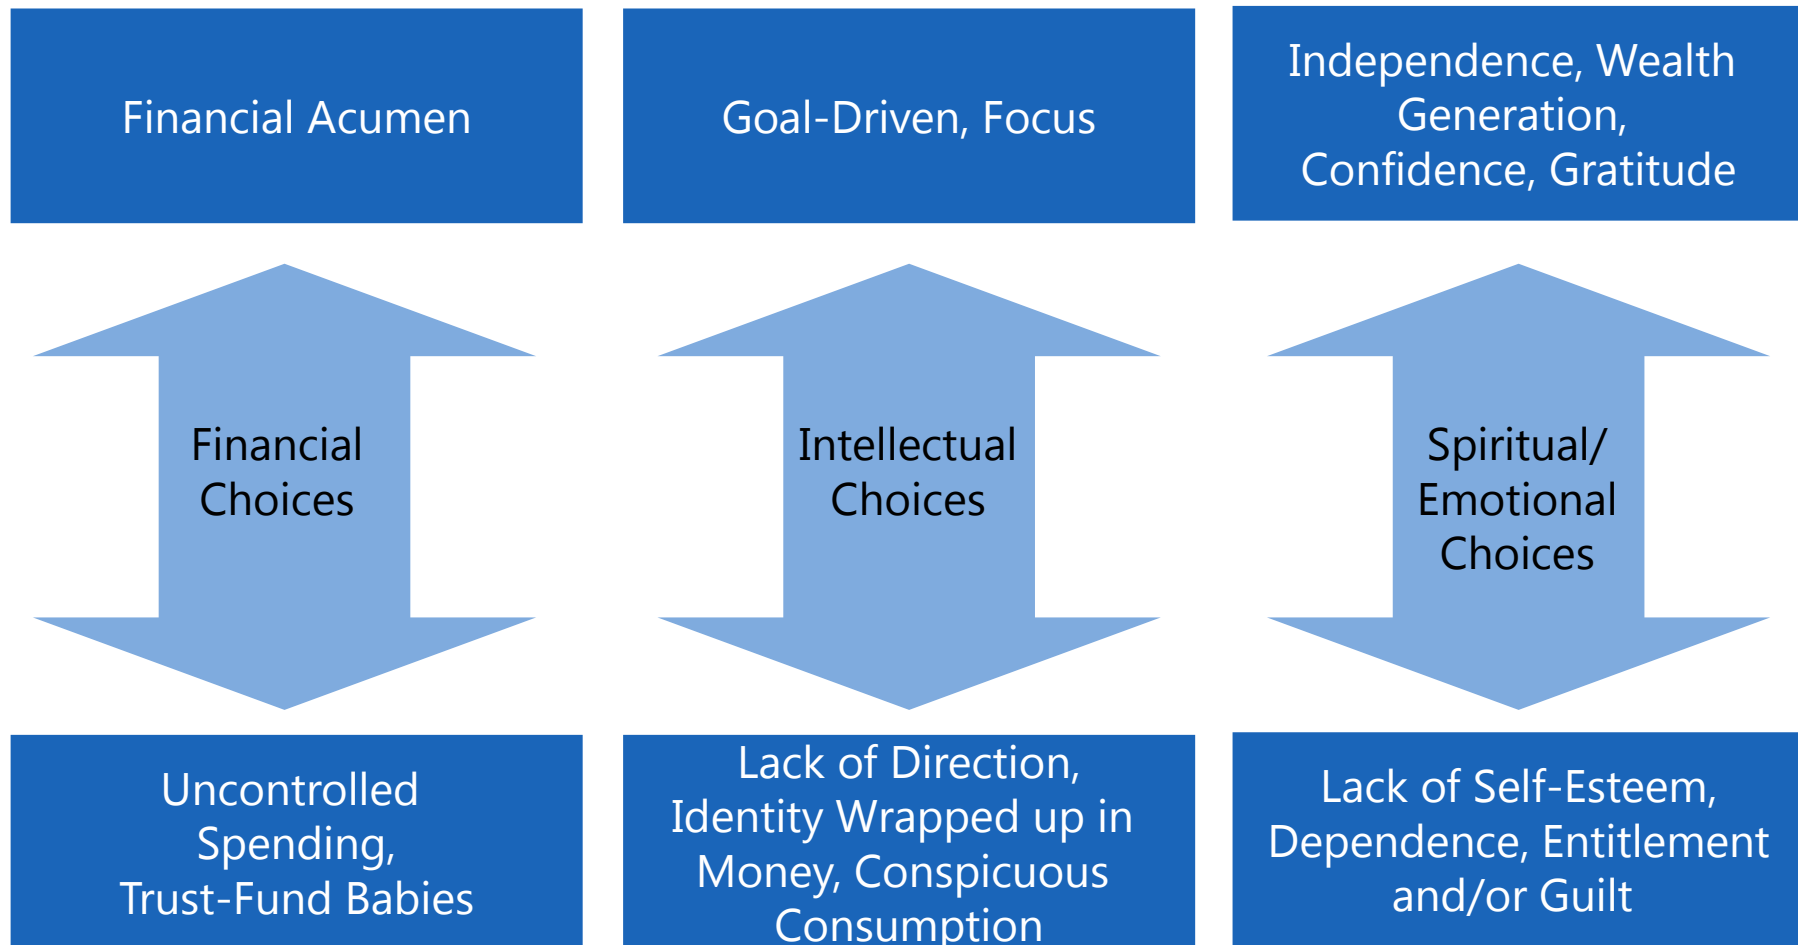 Financial Acumen
Goal-Driven, Focus
Independence, Wealth
Generation,
Confidence, Gratitude
Financial
Choices
Intellectual
Choices
Spiritual/
Emotional
Choices
Uncontrolled
Spending,
Trust-Fund Babies
Lack of Direction,
Identity Wrapped up in
Money, Conspicuous
Consumption
Lack of Self-Esteem,
Dependence, Entitlement
and/or Guilt